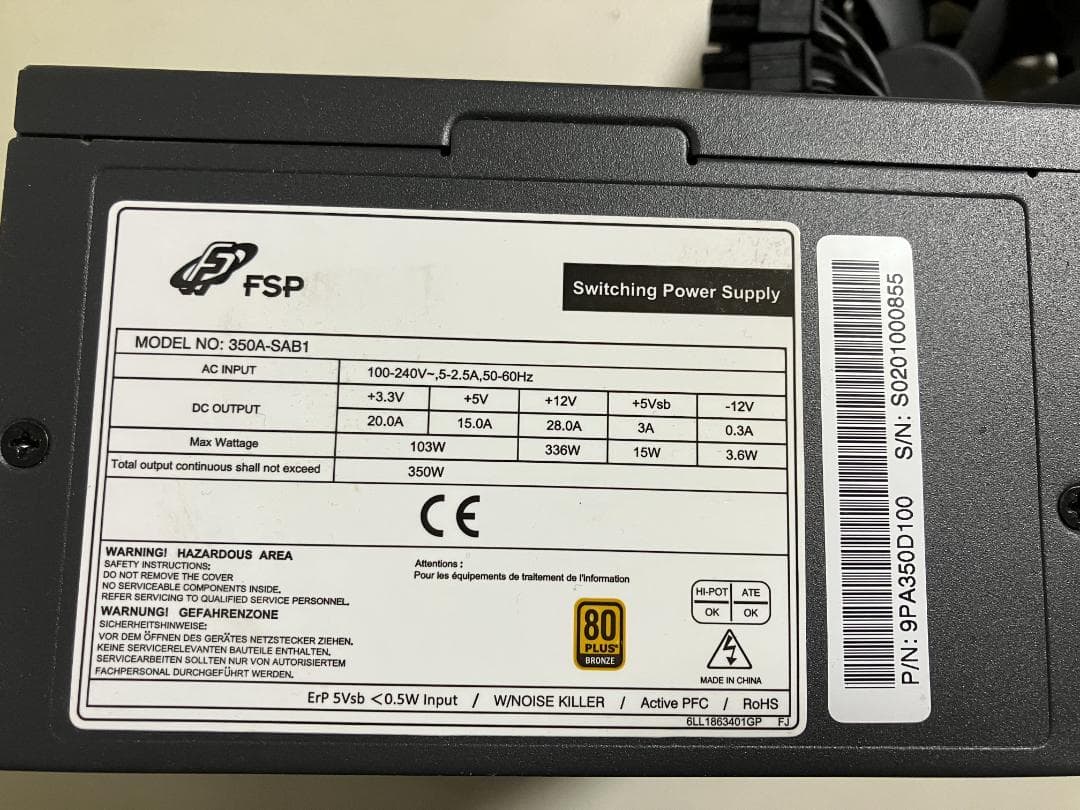 FSP
Switching Power Supply
MODEL NO: 350A-SAB1
AC INPUT 100-240V~,5-2.5A,50-60Hz
DC OUTPUT +3.3V +5V +12V +5Vsb -12V
20.0A 15.0A 28.0A 3A 0.3A
Max Wattage 103W 336W 15W 3.6W
Total output continuous shall not exceed 350W
CE
WARNING! HAZARDOUS AREA
SAFETY INSTRUCTIONS:
DO NOT REMOVE THE COVER
NO SERVICEABLE COMPONENTS INSIDE.
REFER SERVICING TO QUALIFIED SERVICE PERSONNEL.
WARNUNG! GEFAHRENZONE
SICHERHEITSHINWEISE:
VOR DEM ÖFFNEN DES GERÄTES NETZSTECKER ZIEHEN.
KEINE SERVICERELEVANTEN BAUTEILE ENTHALTEN.
SERVICEARBEITEN SOLLTEN NUR VON AUTORISIERTEM
FACHPERSONAL DURCHGEFÜHRT WERDEN.
Attentions :
Pour les équipements de traitement de l'information
80
PLUS
BRONZE
HI-POT ATE
OK OK
MADE IN CHINA
ErP 5Vsb <0.5W Input / W/NOISE KILLER / Active PFC / RoHS
6LL1863401GP FJ
P/N: 9PA350D100 S/N: S0201000855